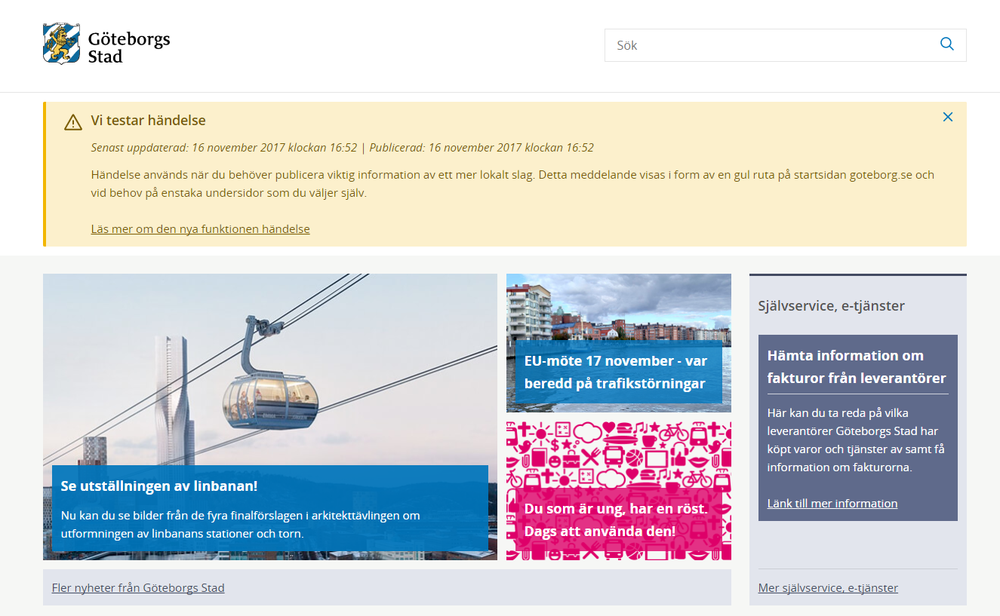 Göteborgs
Stad
Sök
Vi testar händelse
Senast uppdaterad: 16 november 2017 klockan 16:52 | Publicerad: 16 november 2017 klockan 16:52
Händelse används när du behöver publicera viktig information av ett mer lokalt slag. Detta meddelande visas i form av en gul ruta på startsidan goteborg.se och
vid behov på enstaka undersidor som du väljer själv.
Läs mer om den nya funktionen händelse
Se utställningen av linbanan!
Nu kan du se bilder från de fyra finalförslagen i arkitekttävlingen om
utformningen av linbanans stationer och torn.
EU-möte 17 november - var
beredd på trafikstörningar
Du som är ung, har en röst.
Dags att använda den!
Fler nyheter från Göteborgs Stad
Självservice, e-tjänster
Hämta information om
fakturor från leverantörer
Här kan du ta reda på vilka
leverantörer Göteborgs Stad har
köpt varor och tjänster av samt få
information om fakturorna.
Länk till mer information
Mer självservice, e-tjänster